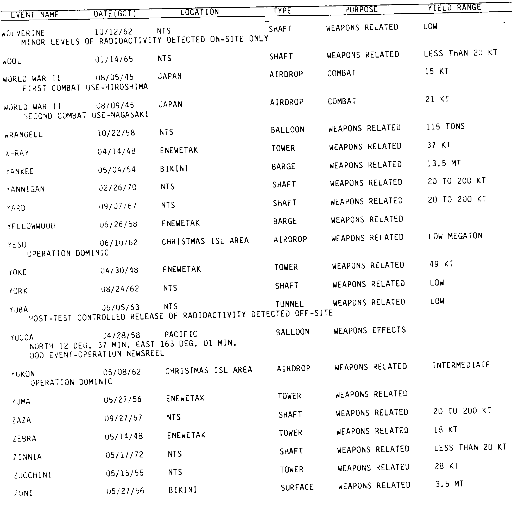 EVENT NAME DATE(GCT) LOCATION TYPE PURPOSE YIELD RANGE
WOLVERINE 10/12/62 NTS SHAFT WEAPONS RELATED LOW
MINOR LEVELS OF RADIOACTIVITY DETECTED ON-SITE ONLY
WOOL 01/14/65 NTS SHAFT WEAPONS RELATED LESS THAN 20 KT
WORLD WAR II 08/05/45 JAPAN AIRDROP COMBAT 15 KT
FIRST COMBAT USE-HIROSHIMA
WORLD WAR II 08/09/45 JAPAN AIRDROP COMBAT 21 KT
SECOND COMBAT USE-NAGASAKI
WRANGELL 10/22/58 NTS BALLOON WEAPONS RELATED 115 TONS
X-RAY 04/14/48 ENEWETAK TOWER WEAPONS RELATED 37 KT
YANKEE 05/04/54 BIKINI BARGE WEAPONS RELATED 13.5 MT
YANNIGAN 02/26/70 NTS SHAFT WEAPONS RELATED 20 TO 200 KT
YARD 09/07/67 NTS SHAFT WEAPONS RELATED 20 TO 200 KT
YELLOWWOOD 05/26/58 ENEWETAK BARGE WEAPONS RELATED
YESO 06/10/62 CHRISTMAS ISL AREA AIRDROP WEAPONS RELATED LOW MEGATON
OPERATION DOMINIC
YOKE 04/30/48 ENEWETAK TOWER WEAPONS RELATED 49 KT
YORK 08/24/62 NTS SHAFT WEAPONS RELATED LOW
YUBA 06/05/63 NTS TUNNEL WEAPONS RELATED LOW
POST-TEST CONTROLLED RELEASE OF RADIOACTIVITY DETECTED OFF-SITE
YUCCA 04/28/58 PACIFIC BALLOON WEAPONS EFFECTS
NORTH 12 DEG, 37 MIN, EAST 163 DEG, 01 MIN.
DOD EVENT-OPERATION NEWSREEL
YUKON 05/08/62 CHRISTMAS ISL AREA AIRDROP WEAPONS RELATED INTERMEDIATE
OPERATION DOMINIC
YUMA 05/27/56 ENEWETAK TOWER WEAPONS RELATED
ZAZA 09/27/67 NTS SHAFT WEAPONS RELATED 20 TO 200 KT
ZEBRA 05/14/48 ENEWETAK TOWER WEAPONS RELATED 18 KT
ZINNIA 05/17/72 NTS SHAFT WEAPONS RELATED LESS THAN 20 KT
ZUCCHINI 05/15/55 NTS TOWER WEAPONS RELATED 28 KT
ZUNI 05/27/56 BIKINI SURFACE WEAPONS RELATED 3.5 MT